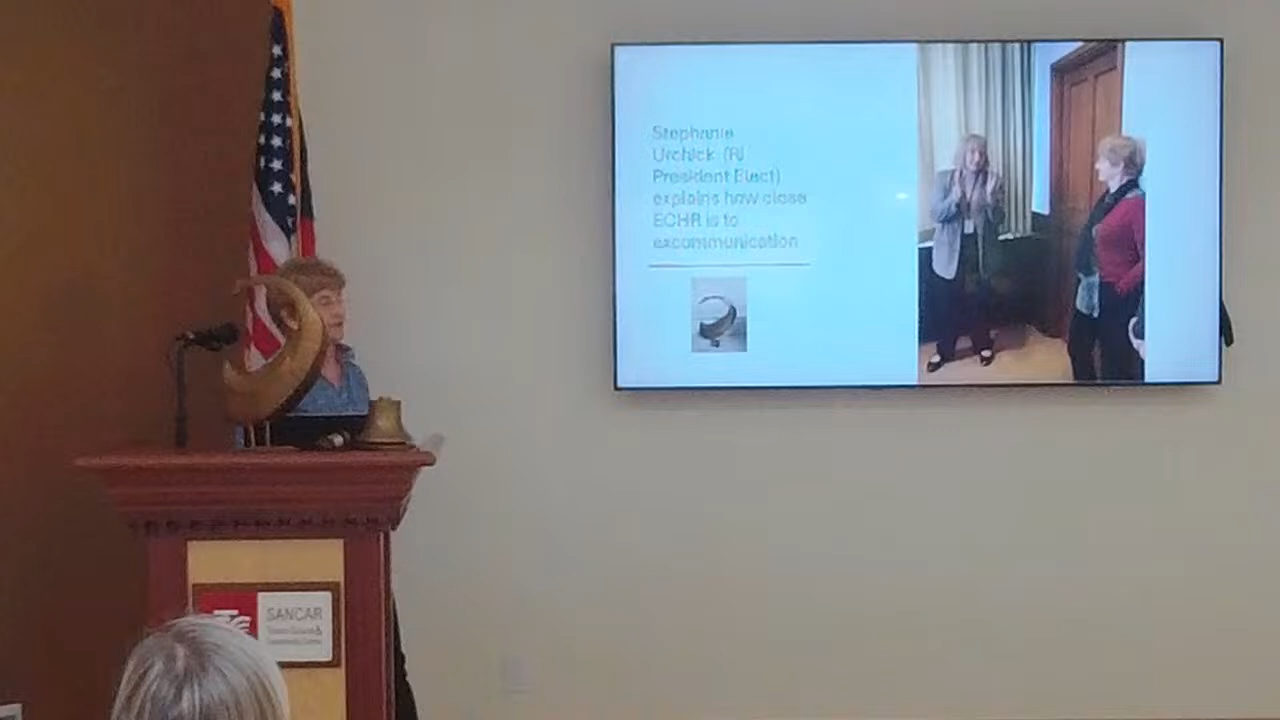 Stephanie
Urchick (RI
President Elect)
explains how close
ECHR is to
excommunication
SANCAR